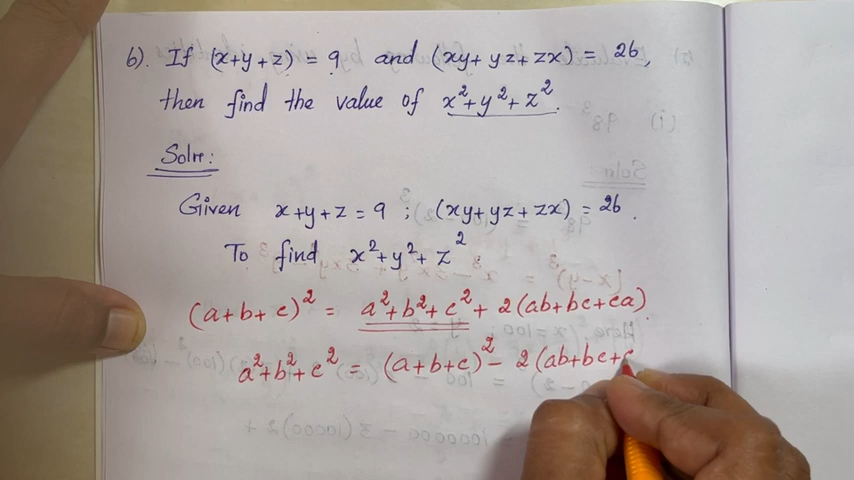 6). If (x+y+z) = 9 and (xy+yz+zx) = 26,
then find the value of x²+y²+z².
Soln:
Given x+y+z = 9 ; (xy+yz+zx) = 26.
To find x²+y²+z²
(a+b+c)² = a²+b²+c² + 2(ab+bc+ca)
a²+b²+c² = (a+b+c)² - 2(ab+bc+c